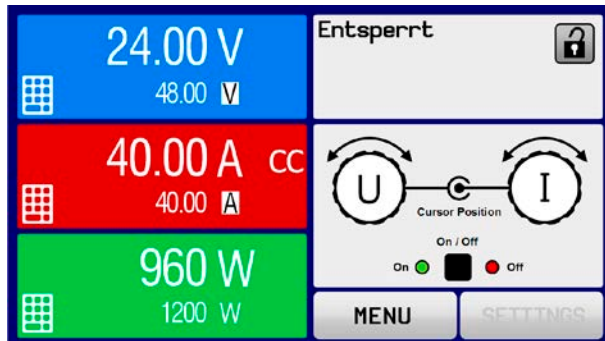 24.00 V
48.00 V
40.00 A CC
40.00 A
960 W
1200 W
Entsperrt
U
I
Cursor Position
On / Off
On
Off
MENU
SETTINGS